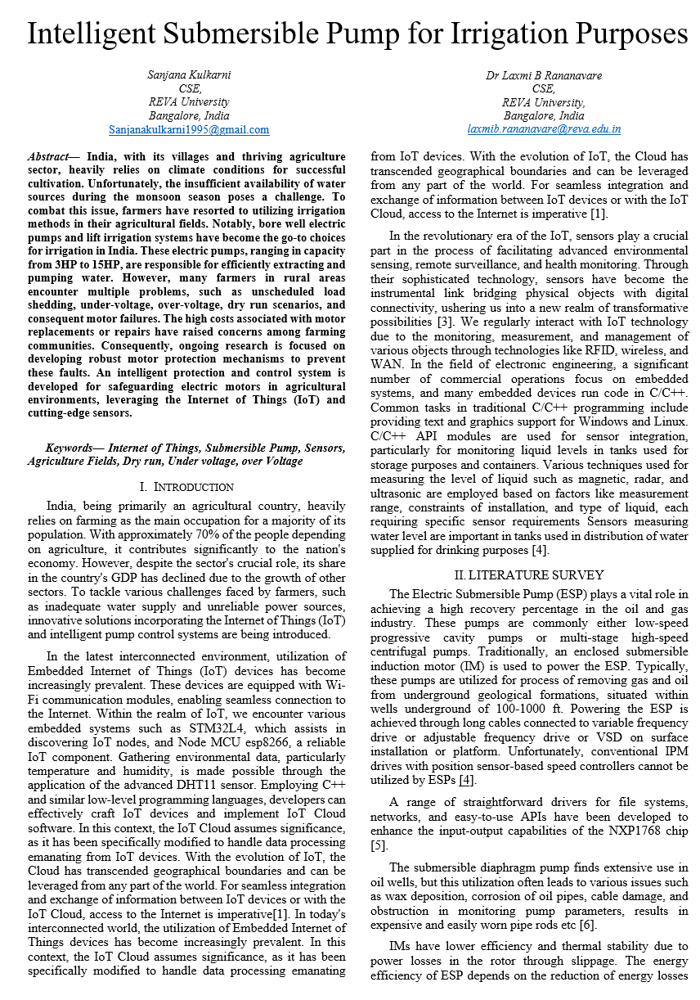 Intelligent Submersible Pump for Irrigation Purposes
Sanjana Kulkarni
CSE,
REVA University
Bangalore, India
Sanjanakulkarni1995@gmail.com
Dr Laxmi B Rananavare
CSE,
REVA University,
Bangalore, India
laxmib.rananavare@reva.edu.in
Abstract— India, with its villages and thriving agriculture
sector, heavily relies on climate conditions for successful
cultivation. Unfortunately, the insufficient availability of water
sources during the monsoon season poses a challenge. To
combat this issue, farmers have resorted to utilizing irrigation
methods in their agricultural fields. Notably, bore well electric
pumps and lift irrigation systems have become the go-to choices
for irrigation in India. These electric pumps, ranging in capacity
from 3HP to 15HP, are responsible for efficiently extracting and
pumping water. However, many farmers in rural areas
encounter multiple problems, such as unscheduled load
shedding, under-voltage, over-voltage, dry run scenarios, and
consequent motor failures. The high costs associated with motor
replacements or repairs have raised concerns among farming
communities. Consequently, ongoing research is focused on
developing robust motor protection mechanisms to prevent
these faults. An intelligent protection and control system is
developed for safeguarding electric motors in agricultural
environments, leveraging the Internet of Things (IoT) and
cutting-edge sensors.
Keywords— Internet of Things, Submersible Pump, Sensors,
Agriculture Fields, Dry run, Under voltage, over Voltage
I. INTRODUCTION
India, being primarily an agricultural country, heavily
relies on farming as the main occupation for a majority of its
population. With approximately 70% of the people depending
on agriculture, it contributes significantly to the nation's
economy. However, despite the sector's crucial role, its share
in the country's GDP has declined due to the growth of other
sectors. To tackle various challenges faced by farmers, such
as inadequate water supply and unreliable power sources,
innovative solutions incorporating the Internet of Things (IoT)
and intelligent pump control systems are being introduced.
In the latest interconnected environment, utilization of
Embedded Internet of Things (IoT) devices has become
increasingly prevalent. These devices are equipped with Wi-
Fi communication modules, enabling seamless connection to
the Internet. Within the realm of IoT, we encounter various
embedded systems such as STM32L4, which assists in
discovering IoT nodes, and Node MCU esp8266, a reliable
IoT component. Gathering environmental data, particularly
temperature and humidity, is made possible through the
application of the advanced DHT11 sensor. Employing C++
and similar low-level programming languages, developers can
effectively craft IoT devices and implement IoT Cloud
software. In this context, the IoT Cloud assumes significance,
as it has been specifically modified to handle data processing
emanating from IoT devices. With the evolution of IoT, the
Cloud has transcended geographical boundaries and can be
leveraged from any part of the world. For seamless integration
and exchange of information between IoT devices or with the
IoT Cloud, access to the Internet is imperative[1]. In today's
interconnected world, the utilization of Embedded Internet of
Things devices has become increasingly prevalent. In this
context, the IoT Cloud assumes significance, as it has been
specifically modified to handle data processing emanating
from IoT devices. With the evolution of IoT, the Cloud has
transcended geographical boundaries and can be leveraged
from any part of the world. For seamless integration and
exchange of information between IoT devices or with the IoT
Cloud, access to the Internet is imperative [1].
In the revolutionary era of the IoT, sensors play a crucial
part in the process of facilitating advanced environmental
sensing, remote surveillance, and health monitoring. Through
their sophisticated technology, sensors have become the
instrumental link bridging physical objects with digital
connectivity, ushering us into a new realm of transformative
possibilities [3]. We regularly interact with IoT technology
due to the monitoring, measurement, and management of
various objects through technologies like RFID, wireless, and
WAN. In the field of electronic engineering, a significant
number of commercial operations focus on embedded
systems, and many embedded devices run code in C/C++.
Common tasks in traditional C/C++ programming include
providing text and graphics support for Windows and Linux.
C/C++ API modules are used for sensor integration,
particularly for monitoring liquid levels in tanks used for
storage purposes and containers. Various techniques used for
measuring the level of liquid such as magnetic, radar, and
ultrasonic are employed based on factors like measurement
range, constraints of installation, and type of liquid, each
requiring specific sensor requirements Sensors measuring
water level are important in tanks used in distribution of water
supplied for drinking purposes [4].
II. LITERATURE SURVEY
The Electric Submersible Pump (ESP) plays a vital role in
achieving a high recovery percentage in the oil and gas
industry. These pumps are commonly either low-speed
progressive cavity pumps or multi-stage high-speed
centrifugal pumps. Traditionally, an enclosed submersible
induction motor (IM) is used to power the ESP. Typically,
these pumps are utilized for process of removing gas and oil
from underground geological formations, situated within
wells underground of 100-1000 ft. Powering the ESP is
achieved through long cables connected to variable frequency
drive or adjustable frequency drive or VSD on surface
installation or platform. Unfortunately, conventional IPM
drives with position sensor-based speed controllers cannot be
utilized by ESPs [4].
A range of straightforward drivers for file systems,
networks, and easy-to-use APIs have been developed to
enhance the input-output capabilities of the NXP1768 chip
[5].
The submersible diaphragm pump finds extensive use in
oil wells, but this utilization often leads to various issues such
as wax deposition, corrosion of oil pipes, cable damage, and
obstruction in monitoring pump parameters, results in
expensive and easily worn pipe rods etc [6].
IMs have lower efficiency and thermal stability due to
power losses in the rotor through slippage. The energy
efficiency of ESP depends on the reduction of energy losses